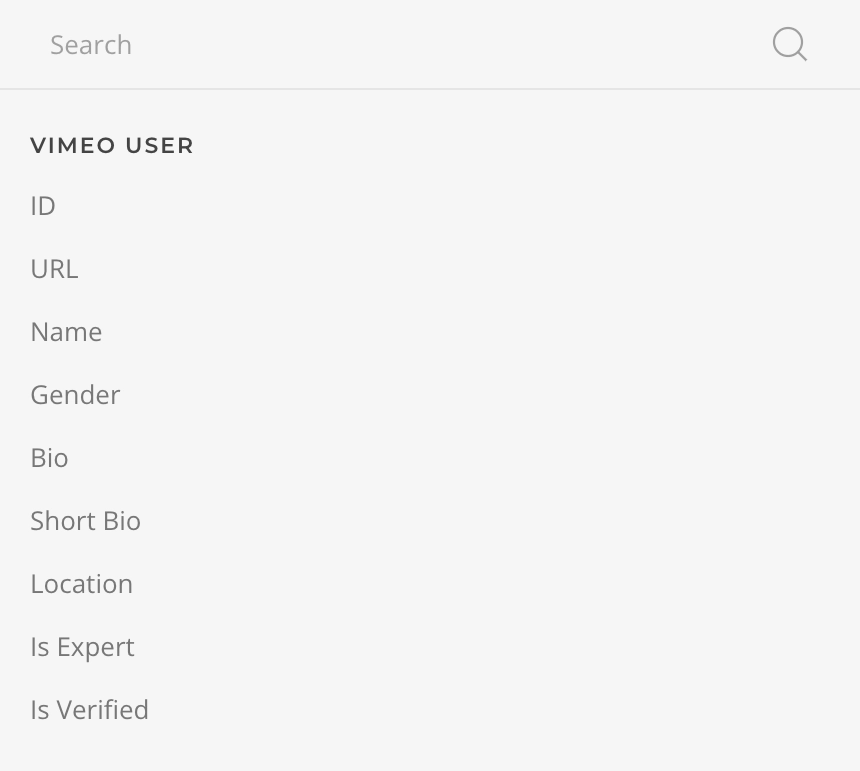 Search
VIMEO USER
ID
URL
Name
Gender
Bio
Short Bio
Location
Is Expert
Is Verified